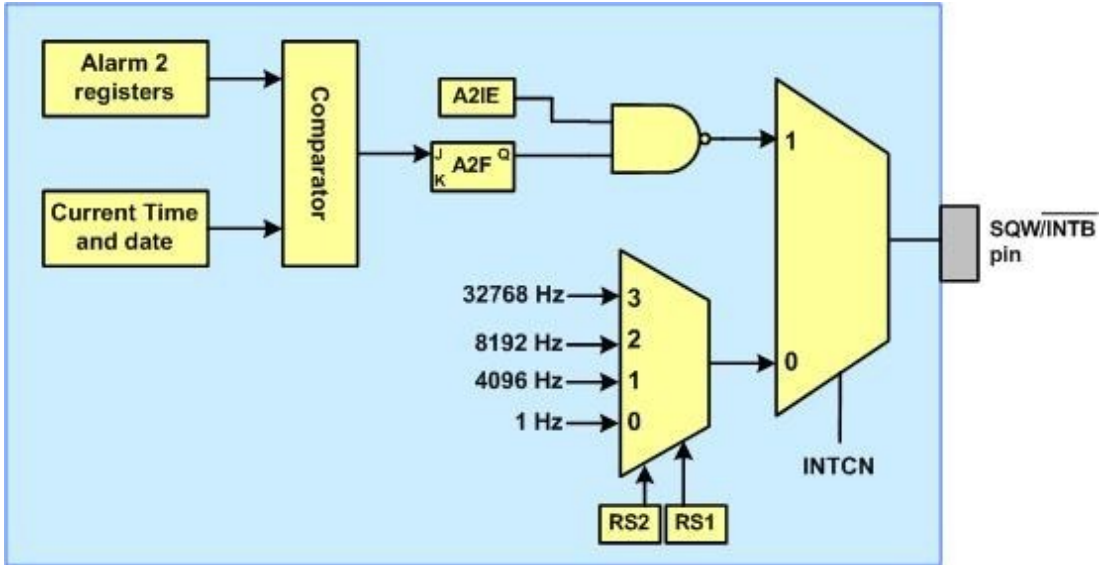 Alarm 2
registers
Current Time
and date
Comparator
A2IE
J
K
A2F
Q
1
0
SQW/INTB
pin
32768 Hz
3
8192 Hz
2
4096 Hz
1
1 Hz
0
RS2
RS1
INTCN